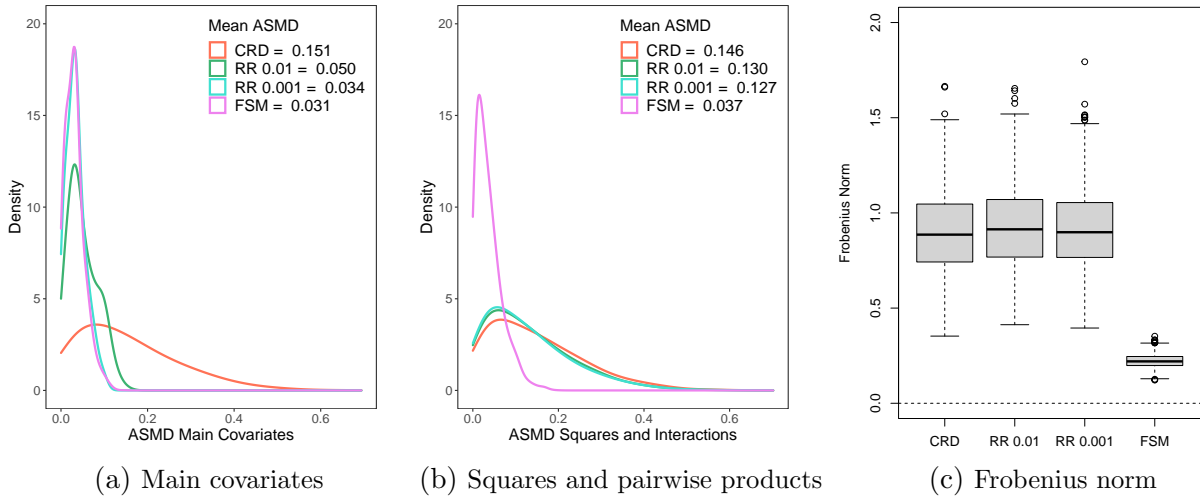 Mean ASMD
CRD = 0.151
RR 0.01 = 0.050
RR 0.001 = 0.034
FSM = 0.031
20
15
10
5
0
Density
0.0 0.2 0.4 0.6
ASMD Main Covariates
(a) Main covariates
Mean ASMD
CRD = 0.146
RR 0.01 = 0.130
RR 0.001 = 0.127
FSM = 0.037
20
15
10
5
0
Density
0.0 0.2 0.4 0.6
ASMD Squares and Interactions
(b) Squares and pairwise products
2.0
1.5
1.0
0.5
0.0
Frobenius Norm
CRD RR 0.01 RR 0.001 FSM
(c) Frobenius norm